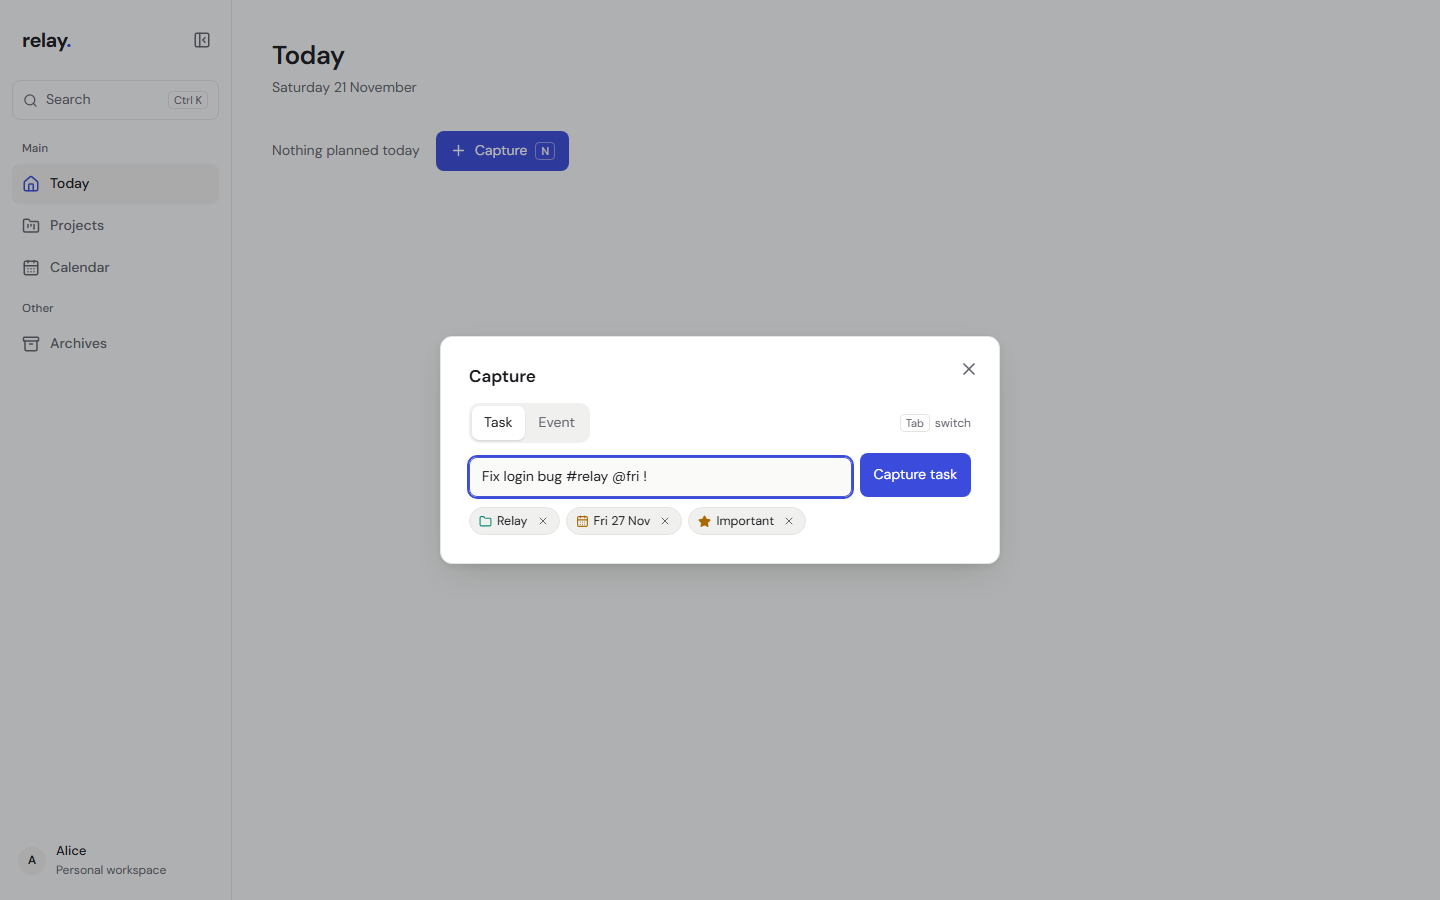 relay.
Search Ctrl K
Main
Today
Projects
Calendar
Other
Archives
A
Alice
Personal workspace
Today
Saturday 21 November
Nothing planned today
Capture N
Capture
Task Event
Tab switch
Fix login bug #relay @fri !
Capture task
Relay
Fri 27 Nov
Important